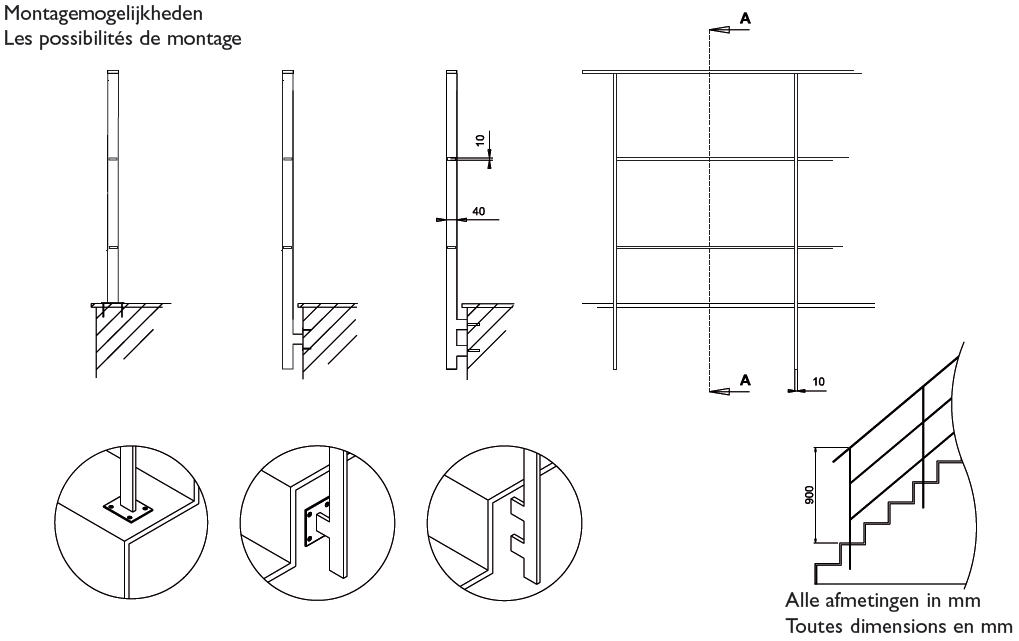 Montagemogelijkheden
Les possibilités de montage
A
10
40
A
10
900
Alle afmetingen in mm
Toutes dimensions en mm